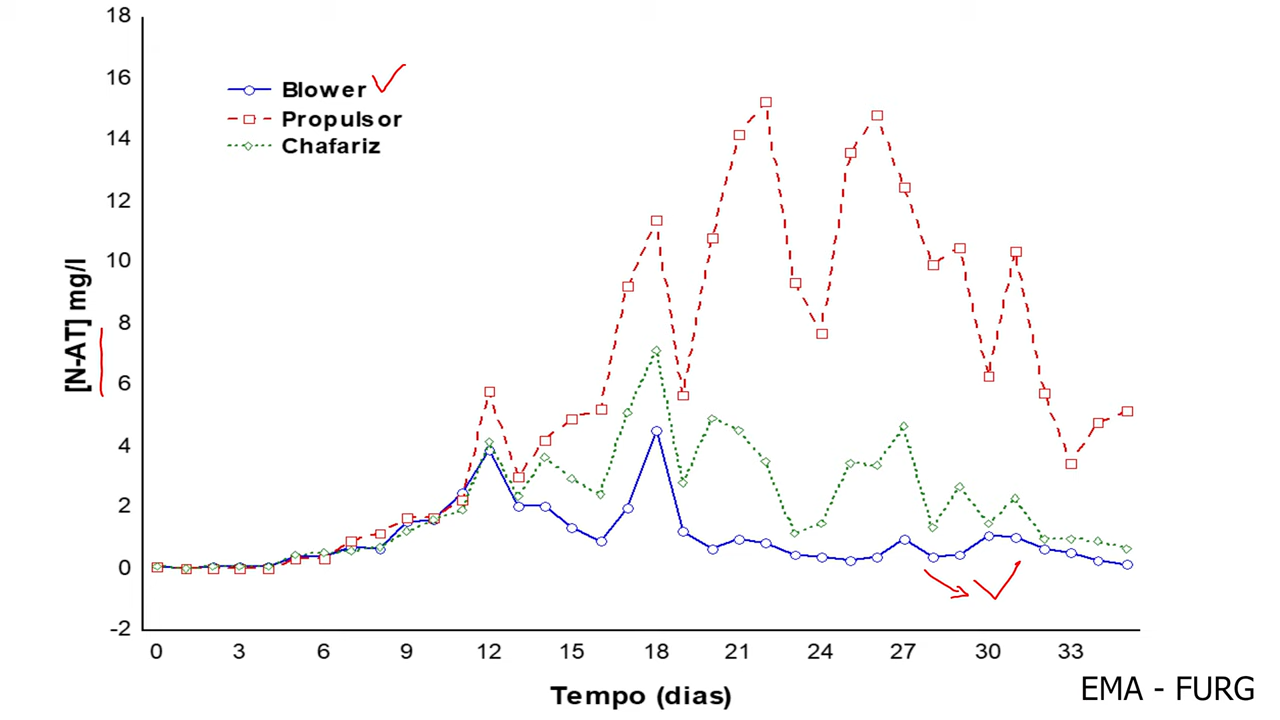 18
16
14
12
10
8
6
4
2
0
-2
[N-AT] mg/l
Blower
Propulsor
Chafariz
0 3 6 9 12 15 18 21 24 27 30 33
Tempo (dias)
EMA - FURG